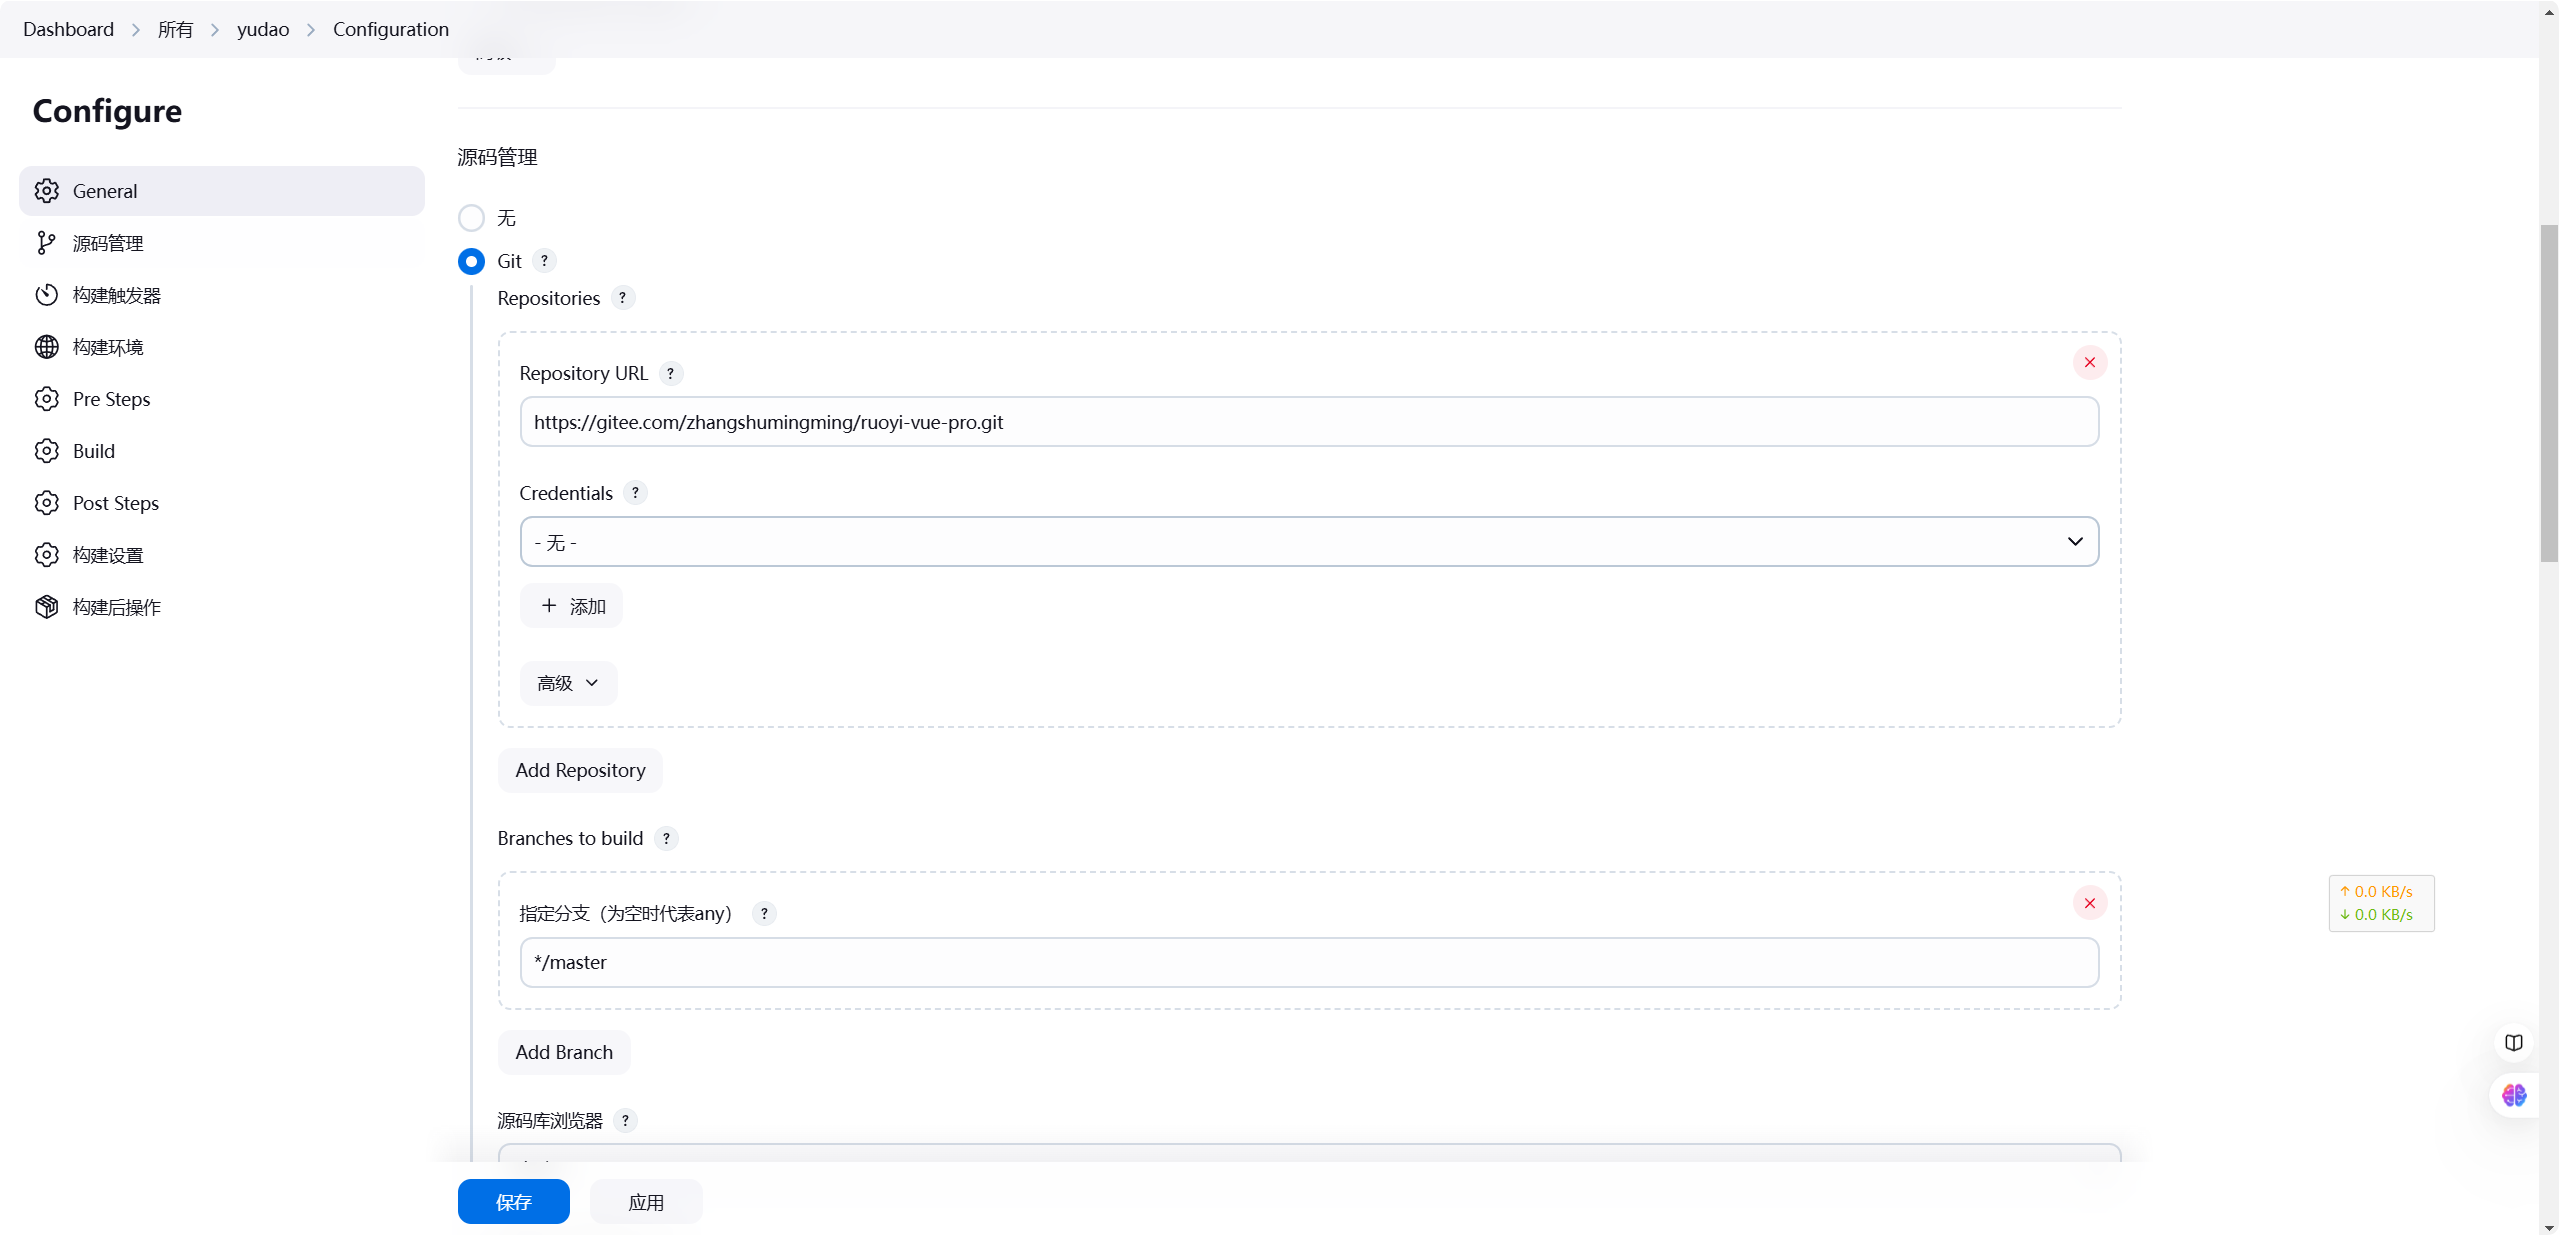 Dashboard > 所有 > yudao > Configuration
Configure
General
源码管理
构建触发器
构建环境
Pre Steps
Build
Post Steps
构建设置
构建后操作
源码管理
无
Git ?
Repositories ?
Repository URL ?
https://gitee.com/zhangshumingming/ruoyi-vue-pro.git
Credentials ?
- 无 -
+ 添加
高级
Add Repository
Branches to build ?
指定分支（为空时代表any） ?
*/master
Add Branch
源码库浏览器 ?
保存 应用
↑ 0.0 KB/s
↓ 0.0 KB/s